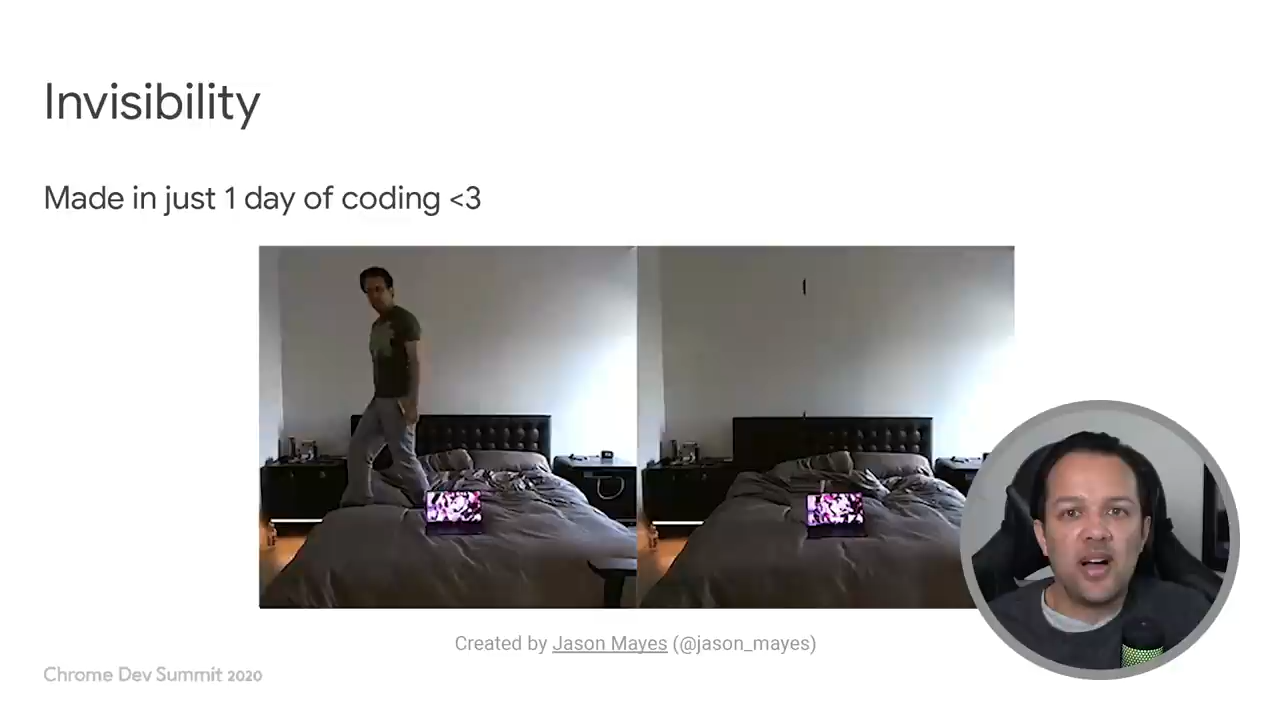 Invisibility
Made in just 1 day of coding <3
Created by Jason Mayes (@jason_mayes)
Chrome Dev Summit 2020